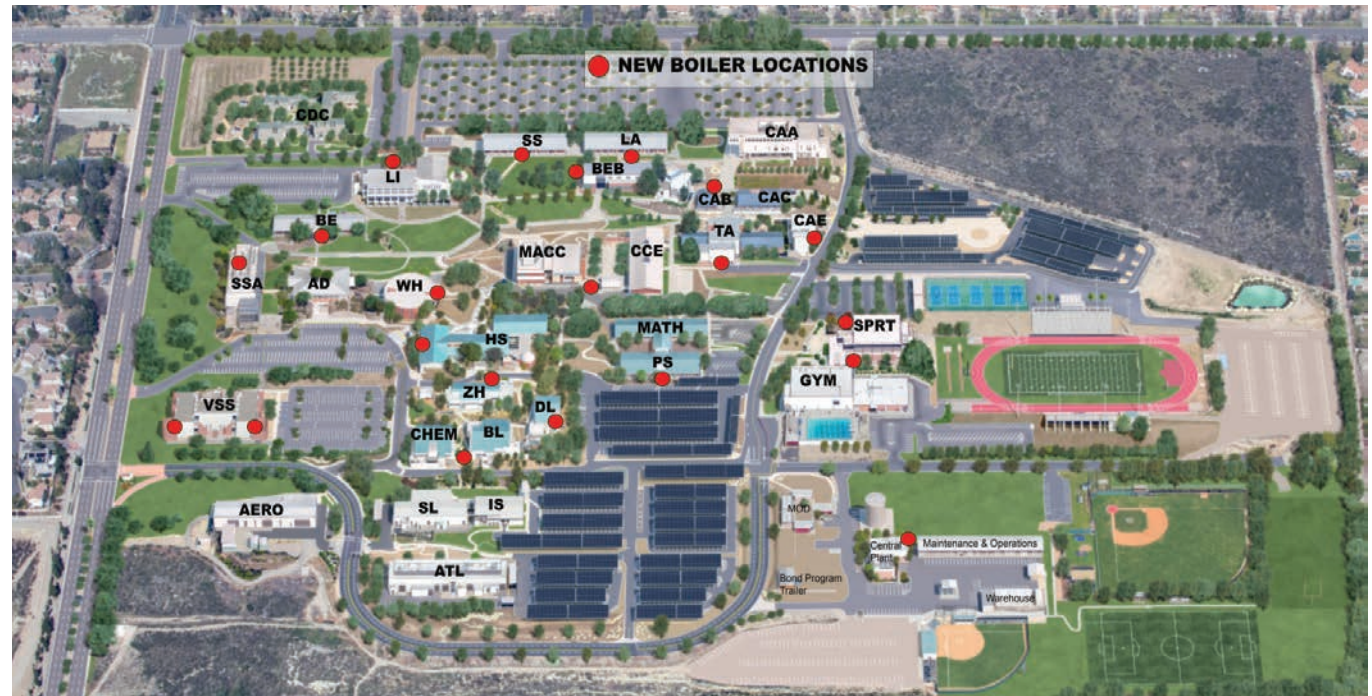 NEW BOILER LOCATIONS
CDC
SS
LA
CAA
LI
BEB
CAB
CAC
BE
TA
CAE
SSA
AD
WH
MACC
CCE
HS
MATH
SPRT
PS
GYM
ZH
VSS
DL
CHEM
BL
AERO
SL
IS
MOD
Central
Plant
Maintenance & Operations
ATL
Bond Program
Trailer
Warehouse